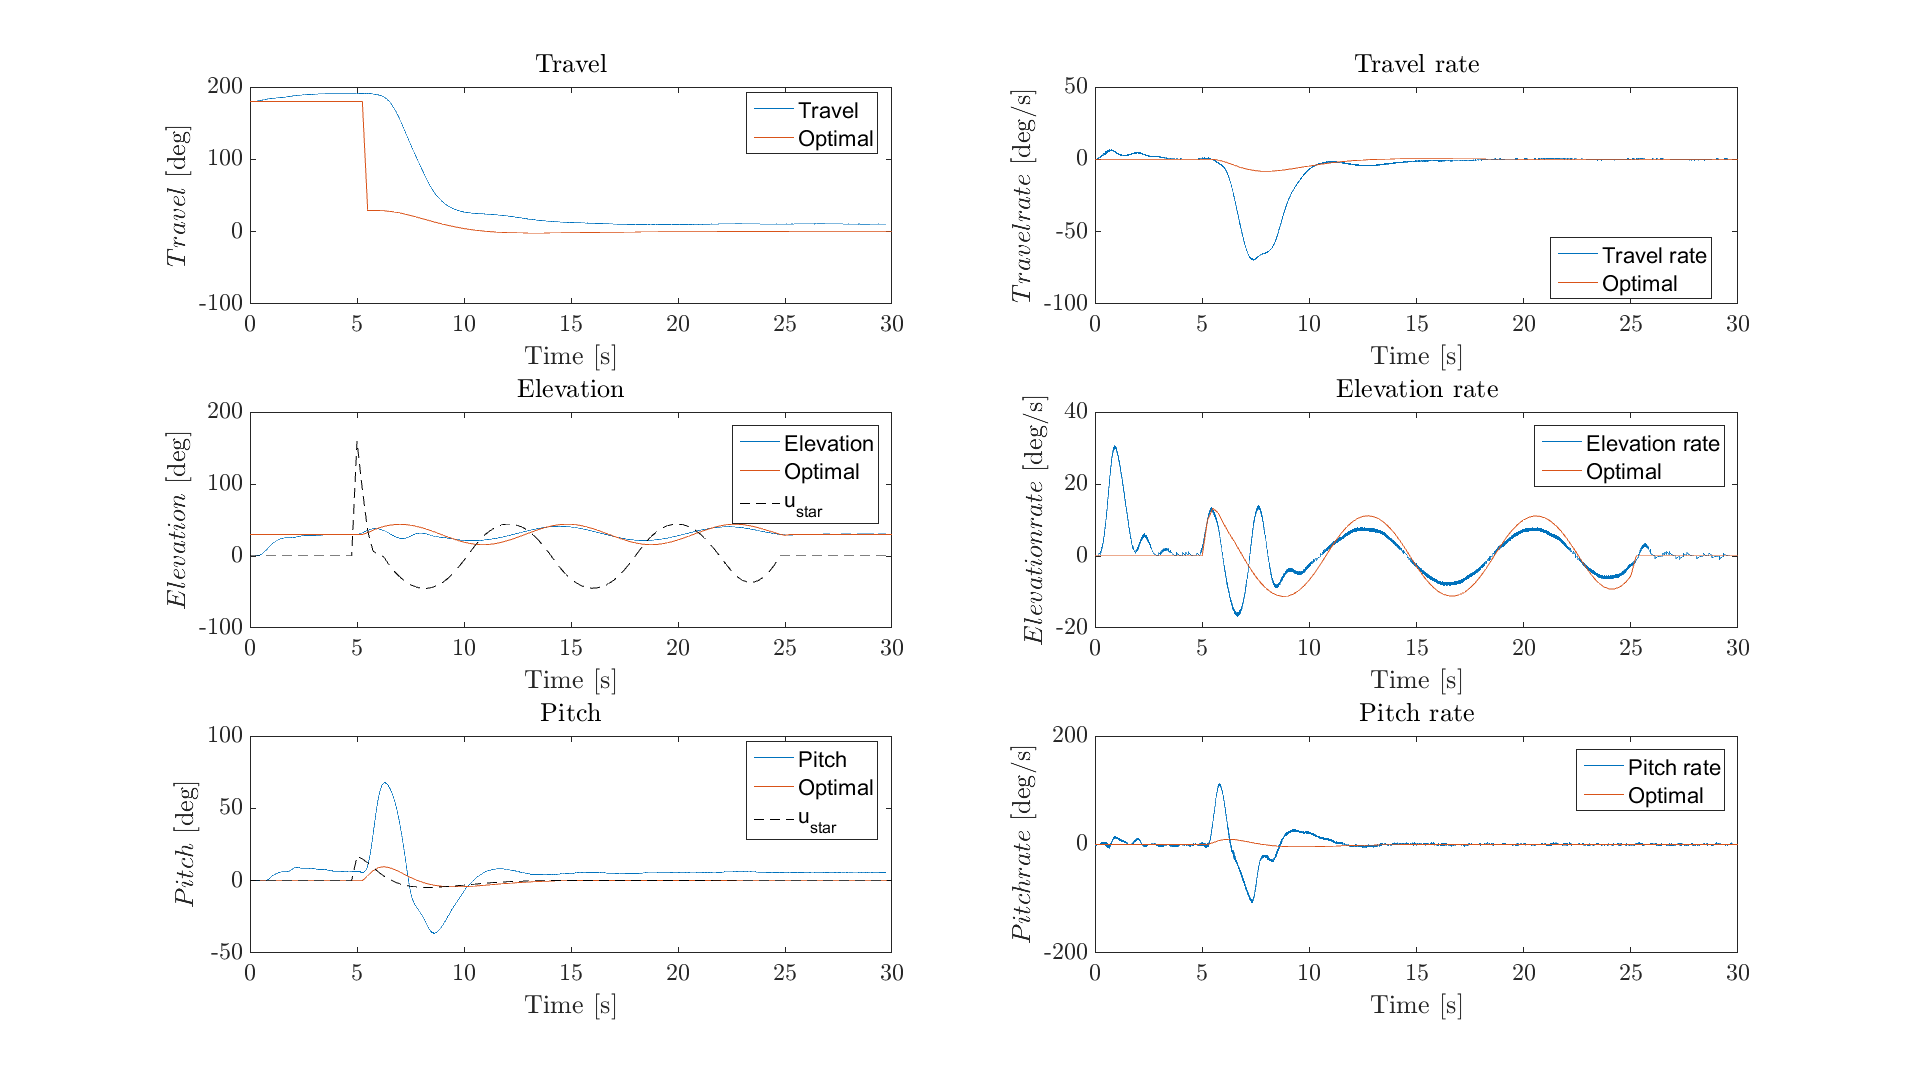 Travel
Travel [deg]
200
100
0
-100
Travel
Optimal
0 5 10 15 20 25 30
Time [s]
Travel rate
Travelrate [deg/s]
50
0
-50
-100
Travel rate
Optimal
0 5 10 15 20 25 30
Time [s]
Elevation
Elevation [deg]
200
100
0
-100
Elevation
Optimal
u_star
0 5 10 15 20 25 30
Time [s]
Elevation rate
Elevationrate [deg/s]
40
20
0
-20
Elevation rate
Optimal
0 5 10 15 20 25 30
Time [s]
Pitch
Pitch [deg]
100
50
0
-50
Pitch
Optimal
u_star
0 5 10 15 20 25 30
Time [s]
Pitch rate
Pitchrate [deg/s]
200
0
-200
Pitch rate
Optimal
0 5 10 15 20 25 30
Time [s]